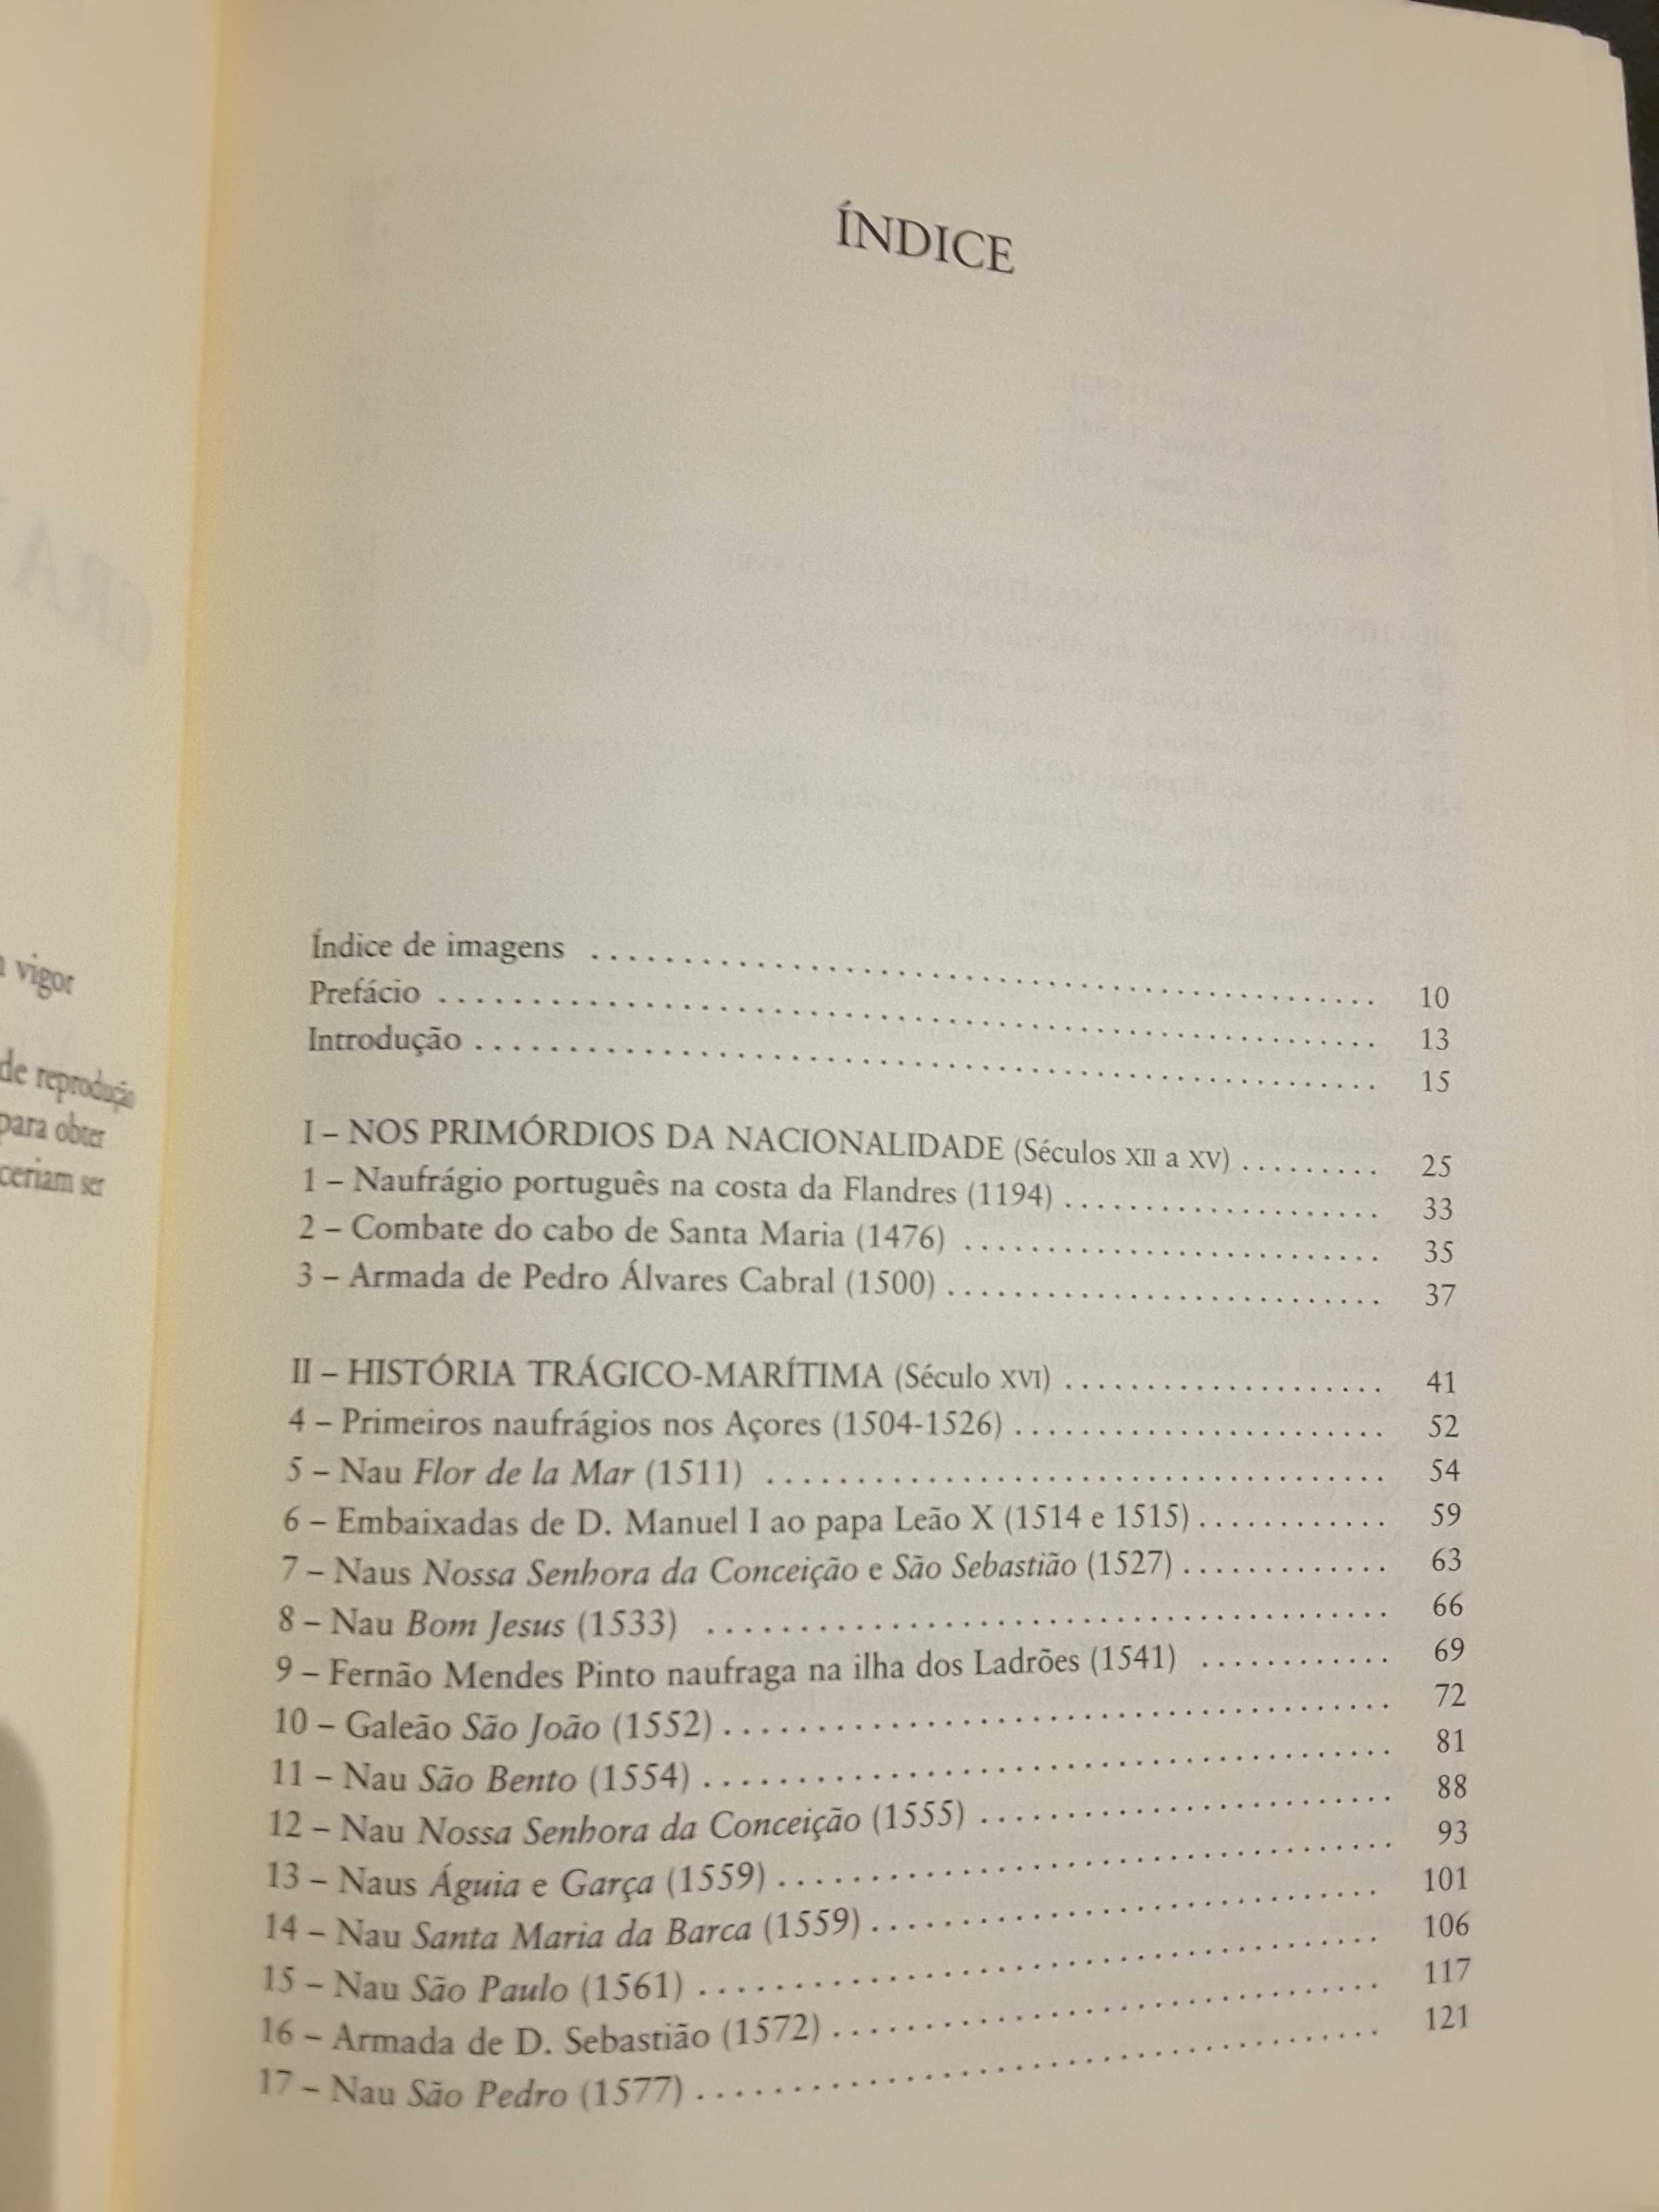 vigor
de reprodução
para obter
ceriam ser
ÍNDICE
Índice de imagens .......... 10
Prefácio .......... 13
Introdução .......... 15
I – NOS PRIMÓRDIOS DA NACIONALIDADE (Séculos XII a XV) .......... 25
1 – Naufrágio português na costa da Flandres (1194) .......... 33
2 – Combate do cabo de Santa Maria (1476) .......... 35
3 – Armada de Pedro Álvares Cabral (1500) .......... 37
II – HISTÓRIA TRÁGICO-MARÍTIMA (Século XVI) .......... 41
4 – Primeiros naufrágios nos Açores (1504-1526) .......... 52
5 – Nau Flor de la Mar (1511) .......... 54
6 – Embaixadas de D. Manuel I ao papa Leão X (1514 e 1515) .......... 59
7 – Naus Nossa Senhora da Conceição e São Sebastião (1527) .......... 63
8 – Nau Bom Jesus (1533) .......... 66
9 – Fernão Mendes Pinto naufraga na ilha dos Ladrões (1541) .......... 69
10 – Galeão São João (1552) .......... 72
11 – Nau São Bento (1554) .......... 81
12 – Nau Nossa Senhora da Conceição (1555) .......... 88
13 – Naus Águia e Garça (1559) .......... 93
14 – Nau Santa Maria da Barca (1559) .......... 101
15 – Nau São Paulo (1561) .......... 106
16 – Armada de D. Sebastião (1572) .......... 117
17 – Nau São Pedro (1577) .......... 121